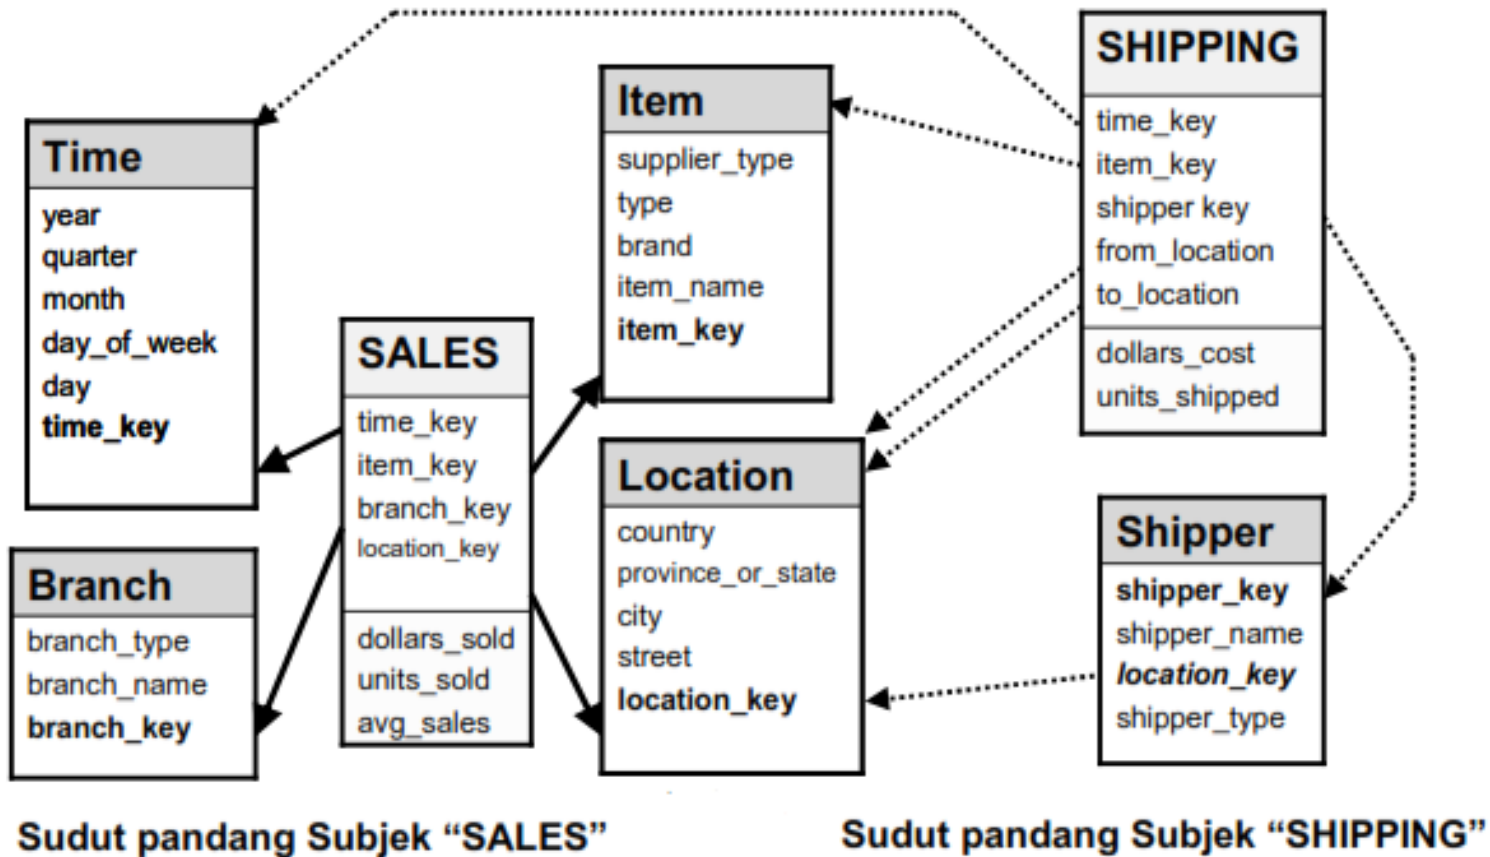 Time
year
quarter
month
day_of_week
day
time_key
Branch
branch_type
branch_name
branch_key
SALES
time_key
item_key
branch_key
location_key
dollars_sold
units_sold
avg_sales
Item
supplier_type
type
brand
item_name
item_key
Location
country
province_or_state
city
street
location_key
SHIPPING
time_key
item_key
shipper key
from_location
to_location
dollars_cost
units_shipped
Shipper
shipper_key
shipper_name
location_key
shipper_type
Sudut pandang Subjek “SALES”
Sudut pandang Subjek “SHIPPING”